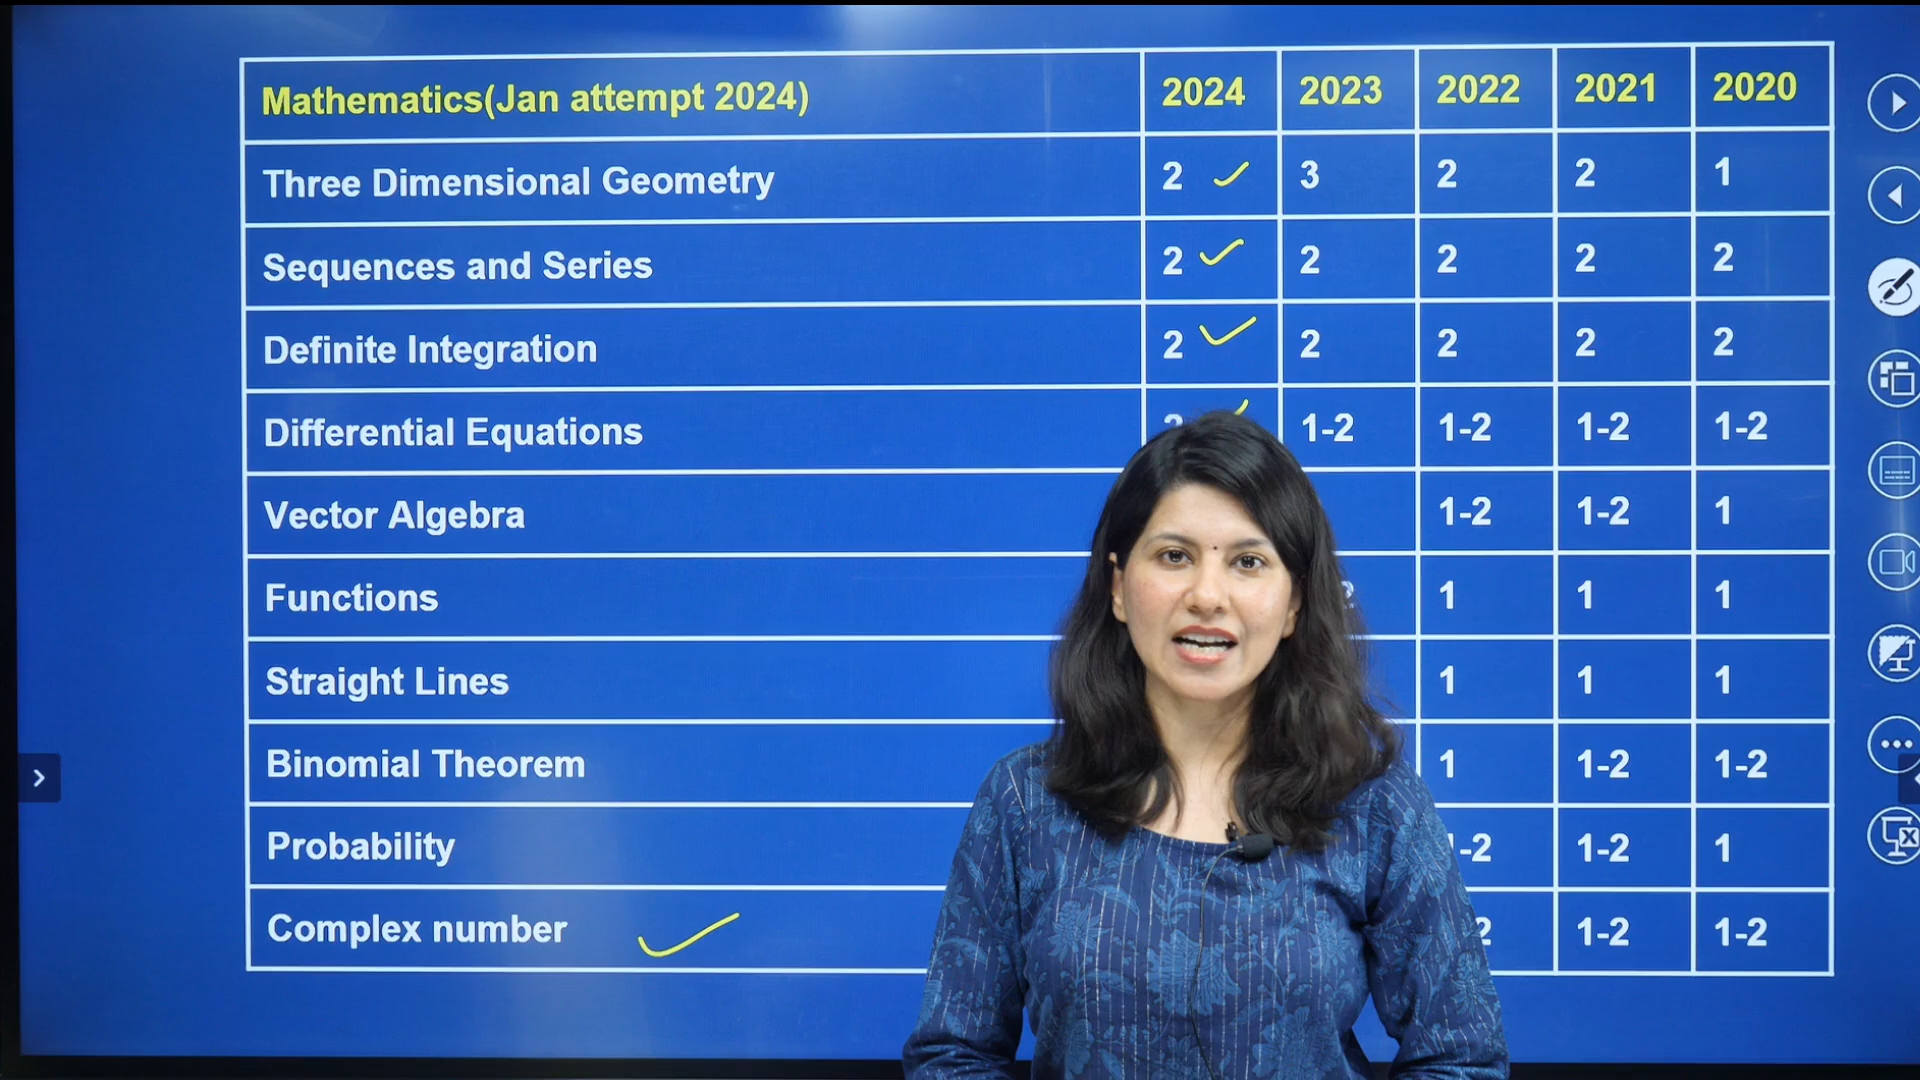 Mathematics(Jan attempt 2024) 2024 2023 2022 2021 2020
Three Dimensional Geometry 2 3 2 2 1
Sequences and Series 2 2 2 2 2
Definite Integration 2 2 2 2 2
Differential Equations 1-2 1-2 1-2 1-2
Vector Algebra 1-2 1-2 1
Functions 1 1 1
Straight Lines 1 1 1
Binomial Theorem 1 1-2 1-2
Probability -2 1-2 1
Complex number 2 1-2 1-2